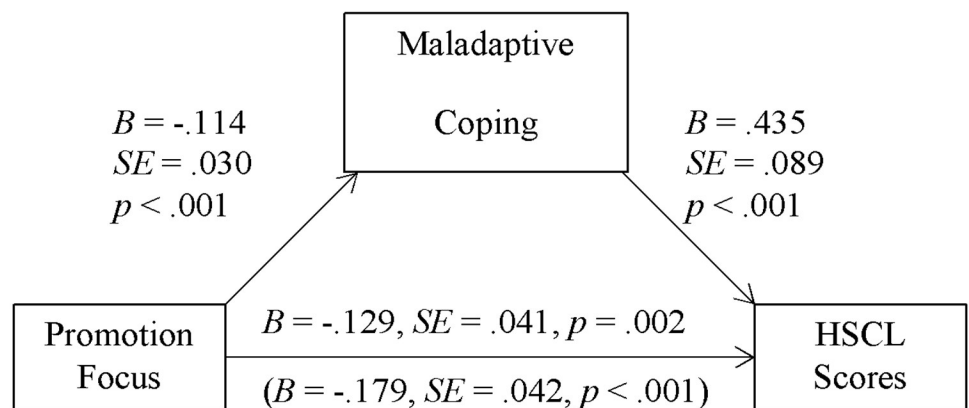 Maladaptive
Coping
B = -.114
SE = .030
p < .001
B = .435
SE = .089
p < .001
Promotion
Focus
B = -.129, SE = .041, p = .002
(B = -.179, SE = .042, p < .001)
HSCL
Scores